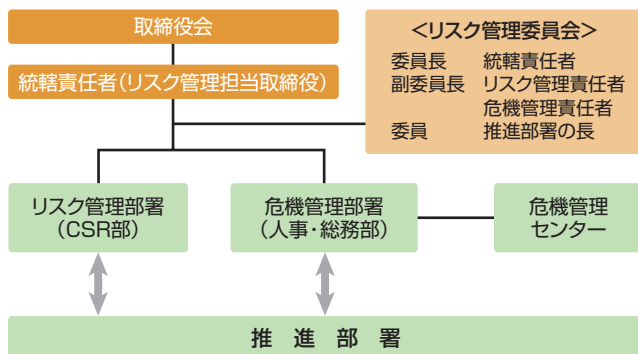 取締役会
統轄責任者(リスク管理担当取締役)
<リスク管理委員会>
委員長 統轄責任者
副委員長 リスク管理責任者
危機管理責任者
委員 推進部署の長
リスク管理部署
(CSR部)
危機管理部署
(人事・総務部)
危機管理
センター
推進部署